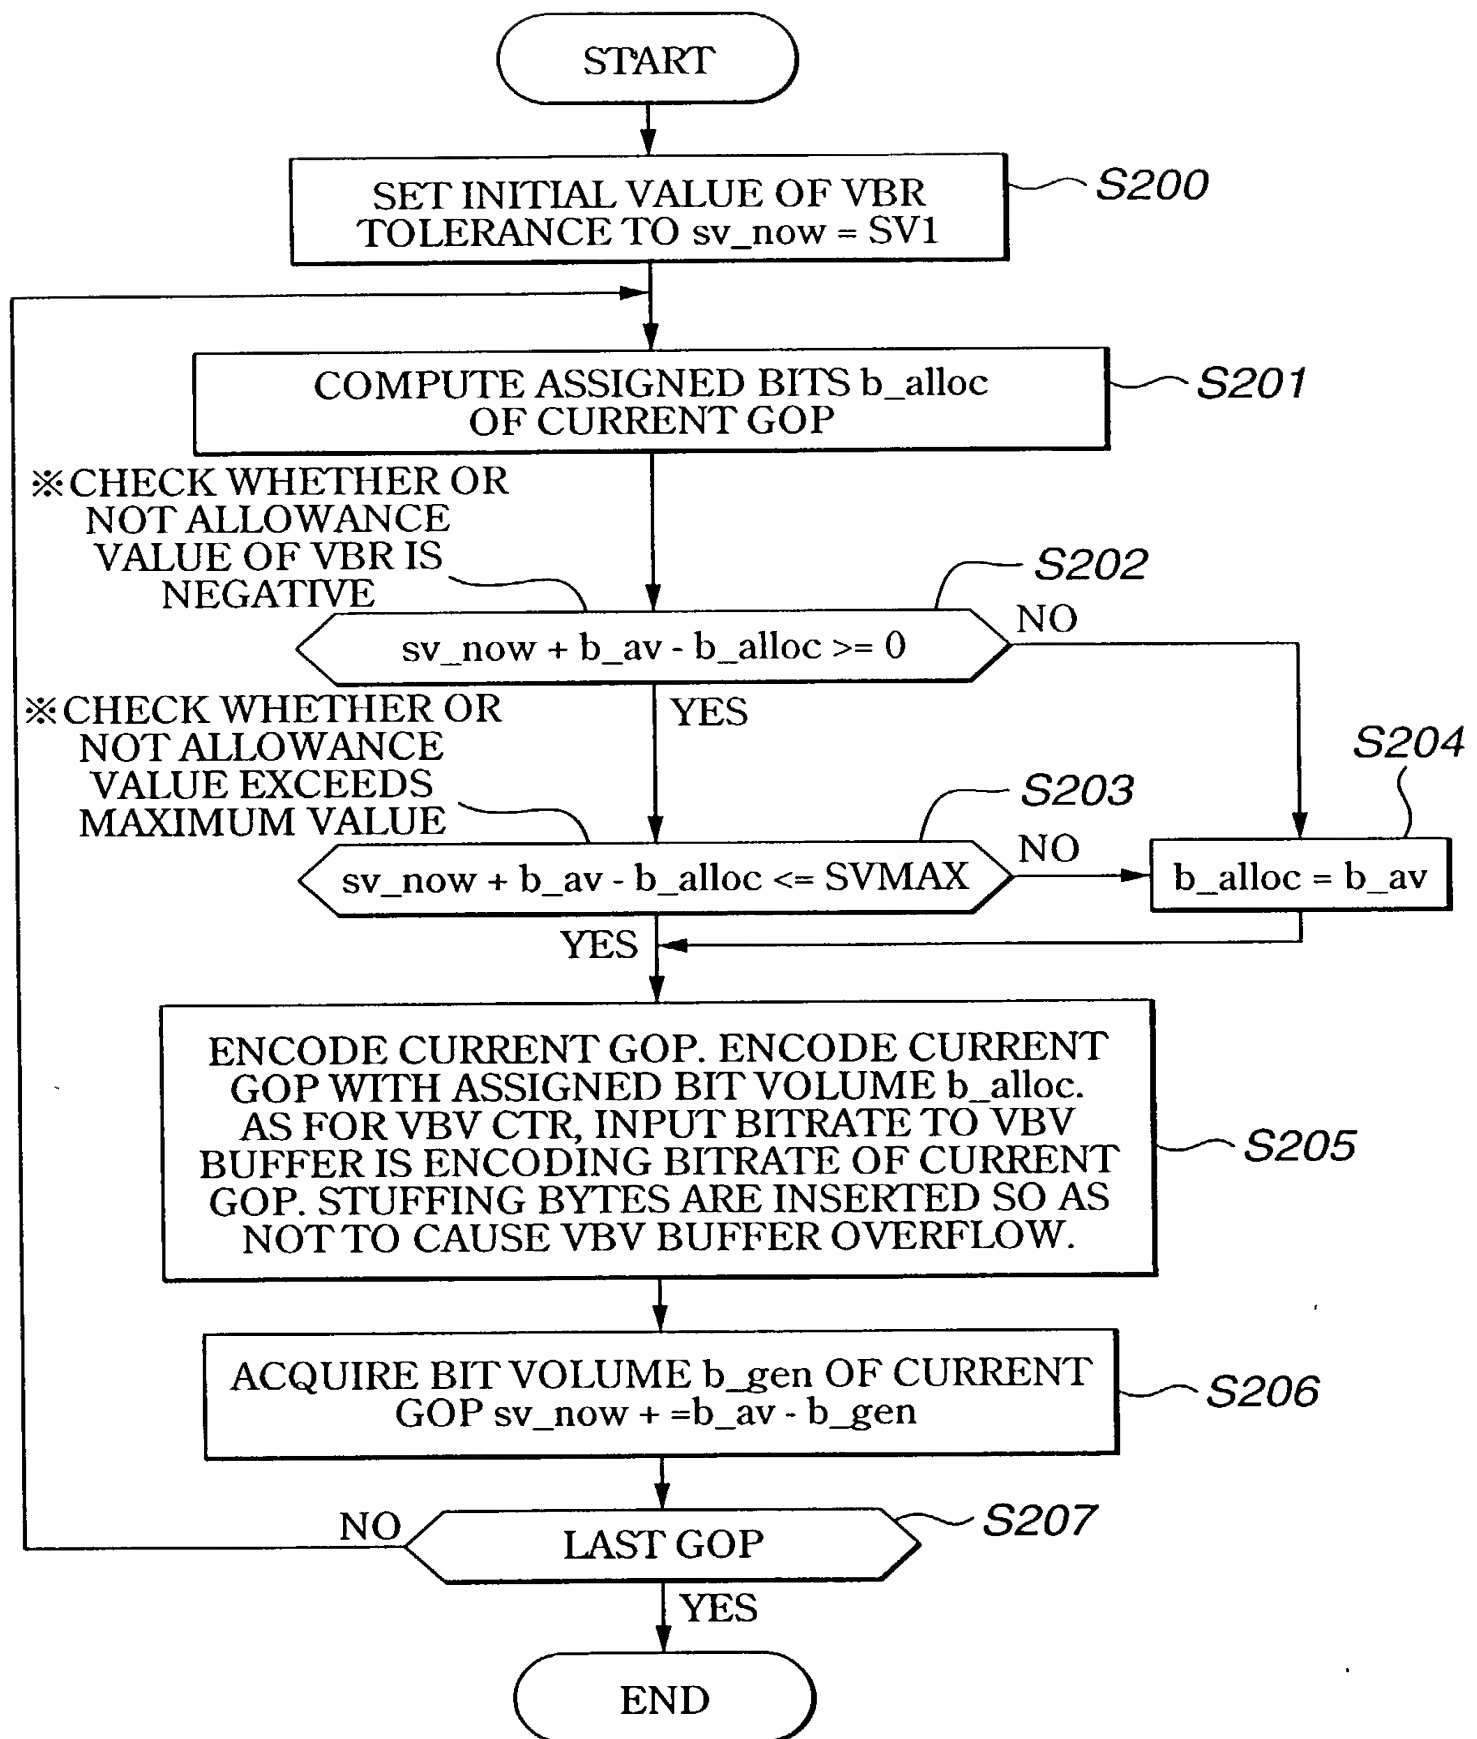 START
SET INITIAL VALUE OF VBR
TOLERANCE TO sv_now = SV1
S200
COMPUTE ASSIGNED BITS b_alloc
OF CURRENT GOP
S201
※CHECK WHETHER OR
NOT ALLOWANCE
VALUE OF VBR IS
NEGATIVE
S202
sv_now + b_av - b_alloc >= 0
NO
YES
※CHECK WHETHER OR
NOT ALLOWANCE
VALUE EXCEEDS
MAXIMUM VALUE
S203
sv_now + b_av - b_alloc <= SVMAX
NO
S204
b_alloc = b_av
YES
ENCODE CURRENT GOP. ENCODE CURRENT
GOP WITH ASSIGNED BIT VOLUME b_alloc.
AS FOR VBV CTR, INPUT BITRATE TO VBV
BUFFER IS ENCODING BITRATE OF CURRENT
GOP. STUFFING BYTES ARE INSERTED SO AS
NOT TO CAUSE VBV BUFFER OVERFLOW.
S205
ACQUIRE BIT VOLUME b_gen OF CURRENT
GOP sv_now + =b_av - b_gen
S206
NO
LAST GOP
S207
YES
END